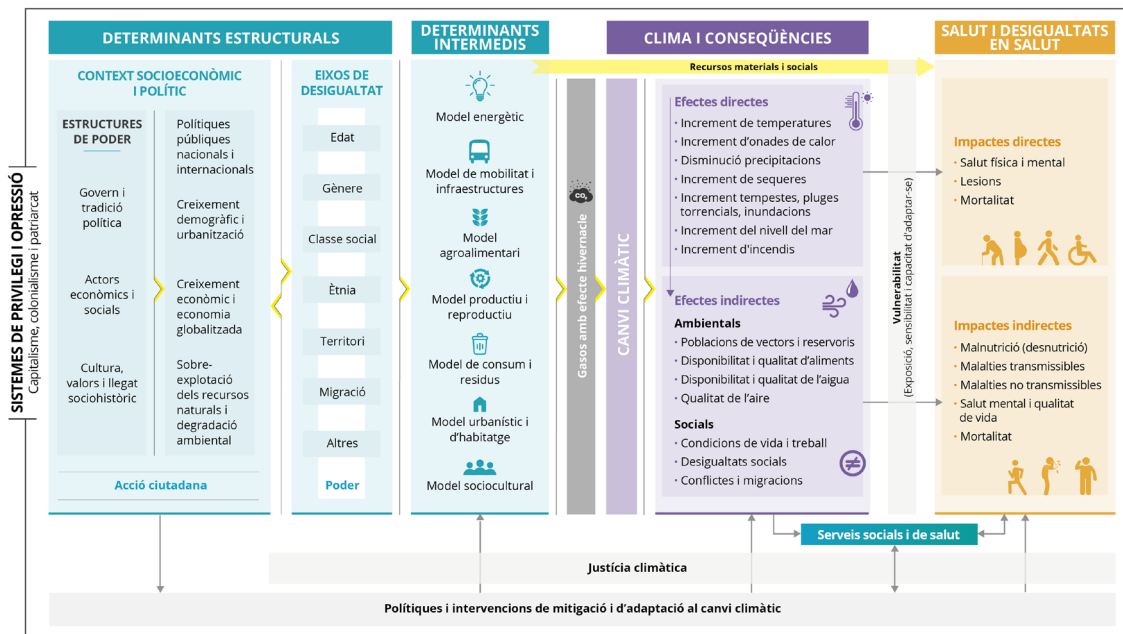 SISTEMES DE PRIVILEGI I OPRESSIÓ
Capitalisme, colonialisme i patriarcat
DETERMINANTS ESTRUCTURALS
CONTEXT SOCIOECONÒMIC
I POLÍTIC
ESTRUCTURES
DE PODER
Govern i
tradició
política
Actors
econòmics i
socials
Cultura,
valors i llegat
sociohistòric
Polítiques
públiques
nacionals i
internacionals
Creixement
demogràfic i
urbanització
Creixement
econòmic i
economia
globalitzada
Sobre-
explotació
dels recursos
naturals i
degradació
ambiental
Acció ciutadana
EIXOS DE
DESIGUALTAT
Edat
Gènere
Classe social
Ètnia
Territori
Migració
Altres
Poder
DETERMINANTS
INTERMEDIS
Model energètic
Model de mobilitat i
infraestructures
Model
agroalimentari
Model productiu i
reproductiu
Model de consum i
residus
Model urbanístic i
d'habitatge
Model sociocultural
CLIMA I CONSEQÜÈNCIES
Recursos materials i socials
CO₂
Gasos amb efecte hivernacle
CANVI CLIMÀTIC
Efectes directes
• Increment de temperatures
• Increment d'onades de calor
• Disminució precipitacions
• Increment de sequeres
• Increment tempestes, pluges
torrencials, inundacions
• Increment del nivell del mar
• Increment d'incendis
Efectes indirectes
Ambientals
• Poblacions de vectors i reservoris
• Disponibilitat i qualitat d'aliments
• Disponibilitat i qualitat de l'aigua
• Qualitat de l'aire
Socials
• Condicions de vida i treball
• Desigualtats socials
• Conflictes i migracions
Vulnerabilitat
(Exposició, sensibilitat i capacitat d'adaptar-se)
SALUT I DESIGUALTATS
EN SALUT
Impactes directes
• Salut física i mental
• Lesions
• Mortalitat
Impactes indirectes
• Malnutrició (desnutrició)
• Malalties transmissibles
• Malalties no transmissibles
• Salut mental i qualitat
de vida
• Mortalitat
Serveis socials i de salut
Justícia climàtica
Polítiques i intervencions de mitigació i d'adaptació al canvi climàtic